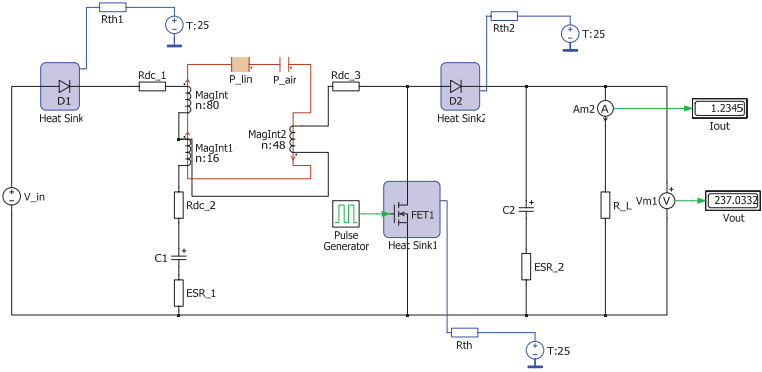 Rth1
T:25
D1
Heat Sink
Rdc_1
P_lin
P_air
MagInt
n:80
MagInt1
n:16
MagInt2
n:48
Rdc_3
Rth2
T:25
D2
Heat Sink2
Am2
A
1.2345
Iout
V_in
Rdc_2
C1
ESR_1
Pulse
Generator
FET1
Heat Sink1
C2
ESR_2
R_L
Vm1
V
237.0332
Vout
Rth
T:25